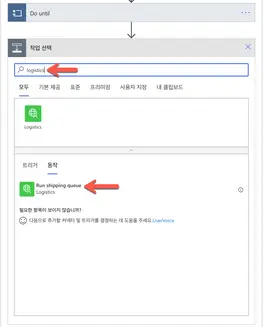 Do until
작업 선택
logistics
모두 기본 제공 표준 프리미엄 사용자 지정 내 클립보드
Logistics
트리거 동작
Run shipping queue
Logistics
필요한 항목이 보이지 않습니까?
다음으로 추가할 커넥터 및 트리거를 결정하는 데 도움을 주세요.UserVoice